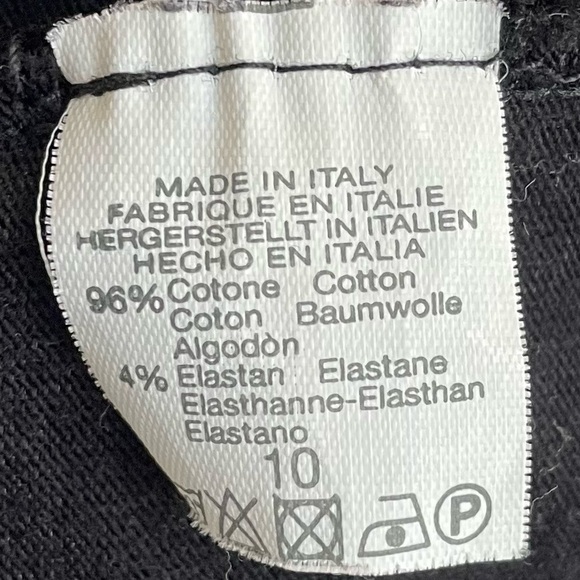 MADE IN ITALY
FABRIQUE EN ITALIE
HERGERSTELLT IN ITALIEN
HECHO EN ITALIA
96% Cotone Cotton
Coton Baumwolle
Algodòn
4% Elastan Elastane
Elasthanne-Elasthan
Elastano
10
P